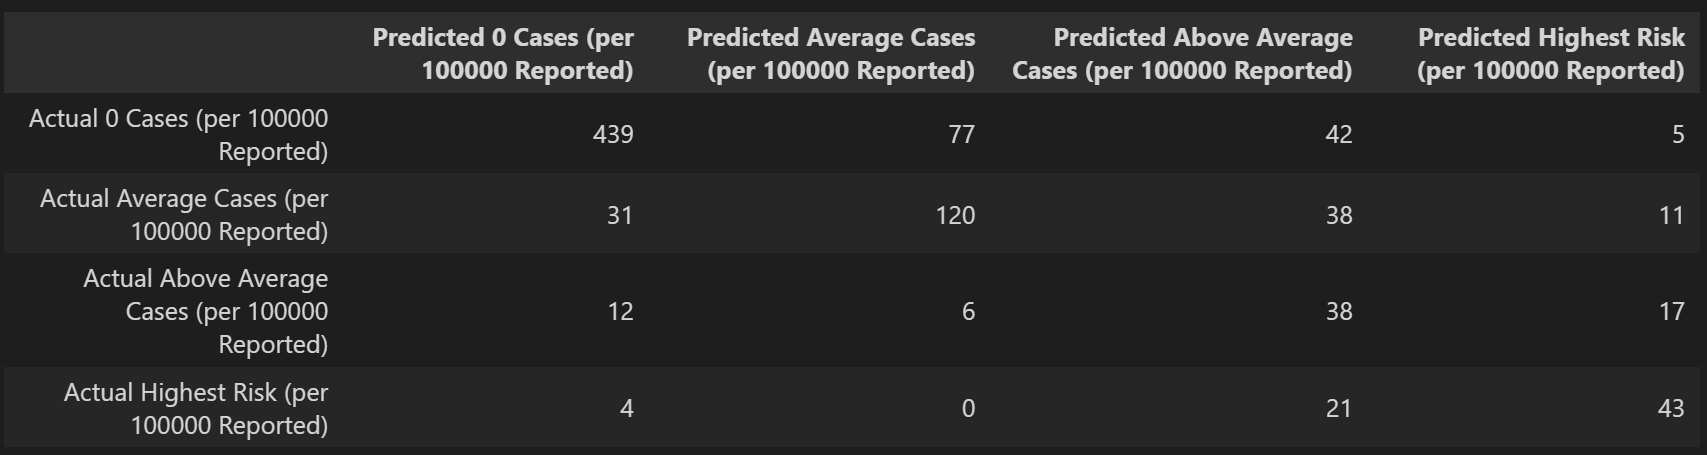 Predicted 0 Cases (per 100000 Reported) Predicted Average Cases (per 100000 Reported) Predicted Above Average Cases (per 100000 Reported) Predicted Highest Risk (per 100000 Reported)
Actual 0 Cases (per 100000 Reported) 439 77 42 5
Actual Average Cases (per 100000 Reported) 31 120 38 11
Actual Above Average Cases (per 100000 Reported) 12 6 38 17
Actual Highest Risk (per 100000 Reported) 4 0 21 43